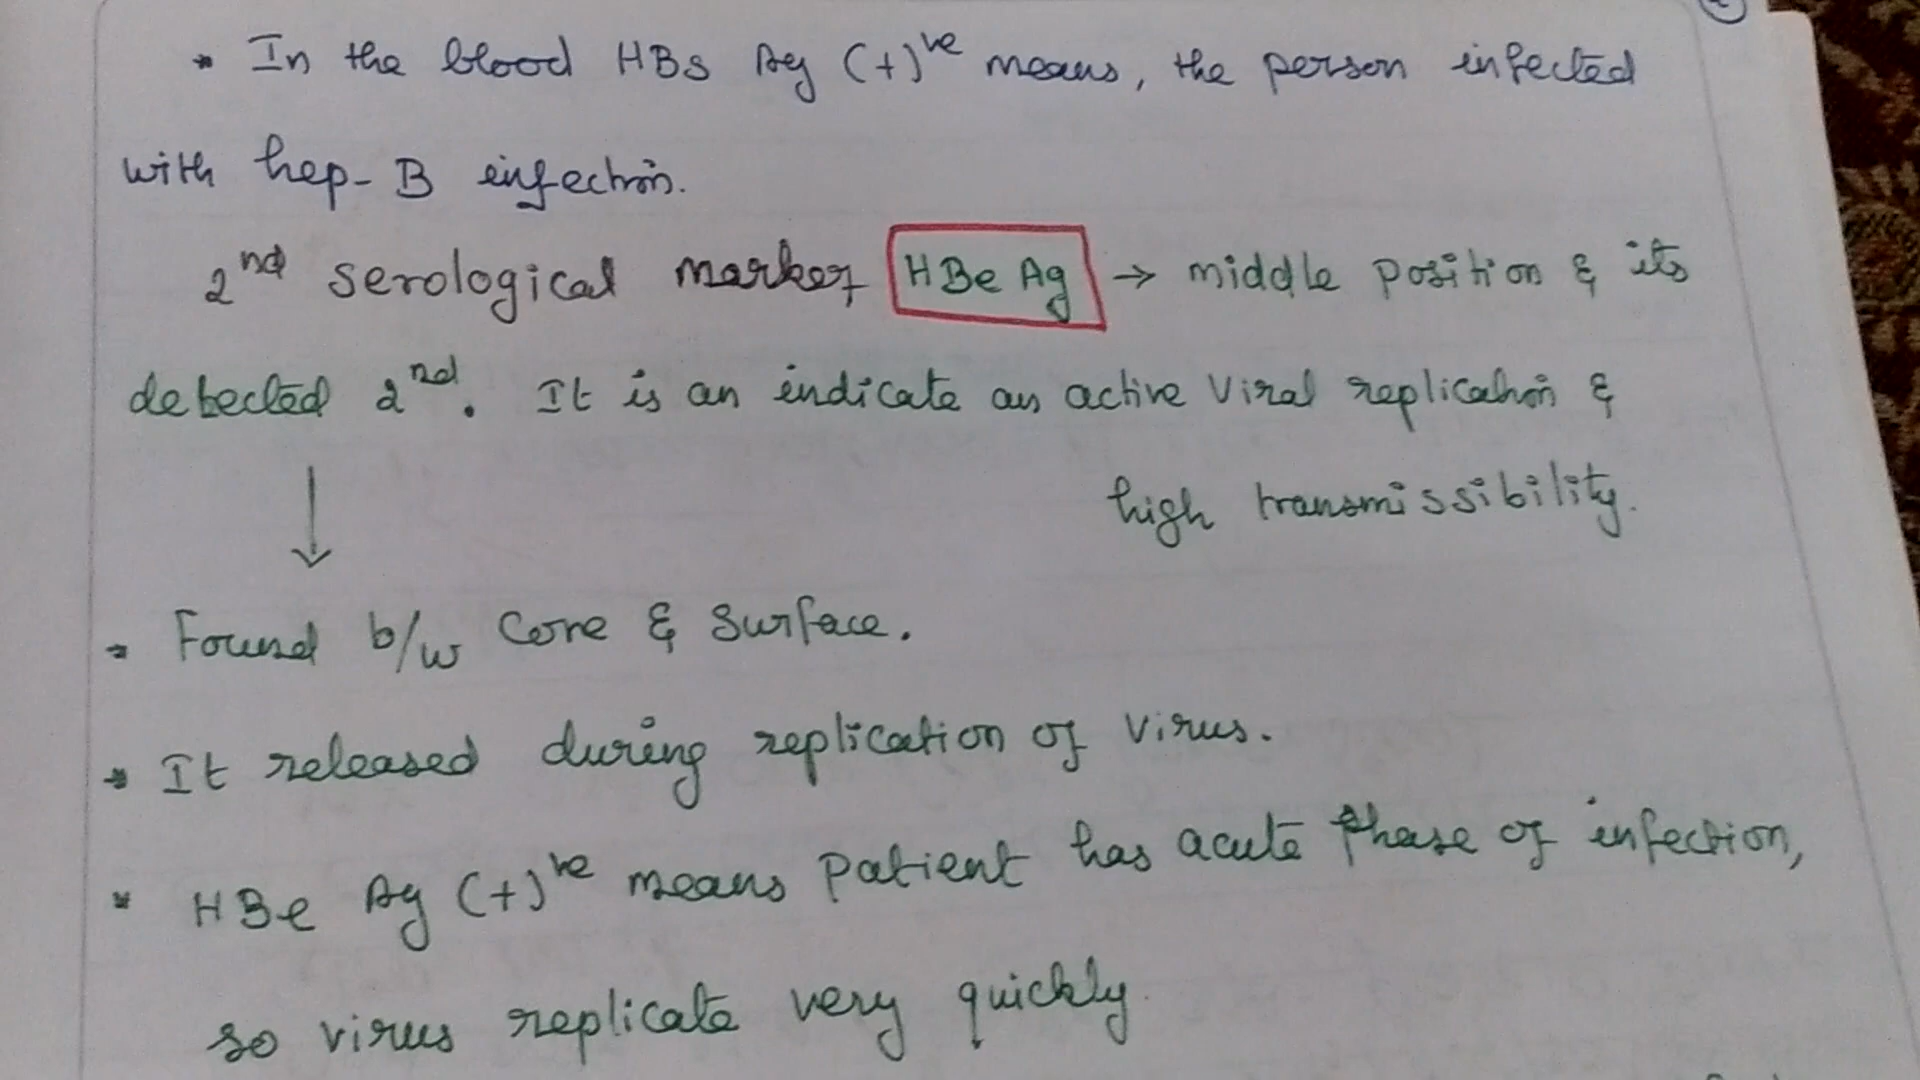 * In the blood HBs Ag (+)ve means, the person infected
with hep-B infection.
2nd serological marker HBe Ag → middle position & its
detected 2nd. It is an indicate an active viral replication &
high transmissibility.
* Found b/w Core & Surface.
* It released during replication of virus.
* HBe Ag (+)ve means patient has acute phase of infection,
so virus replicate very quickly